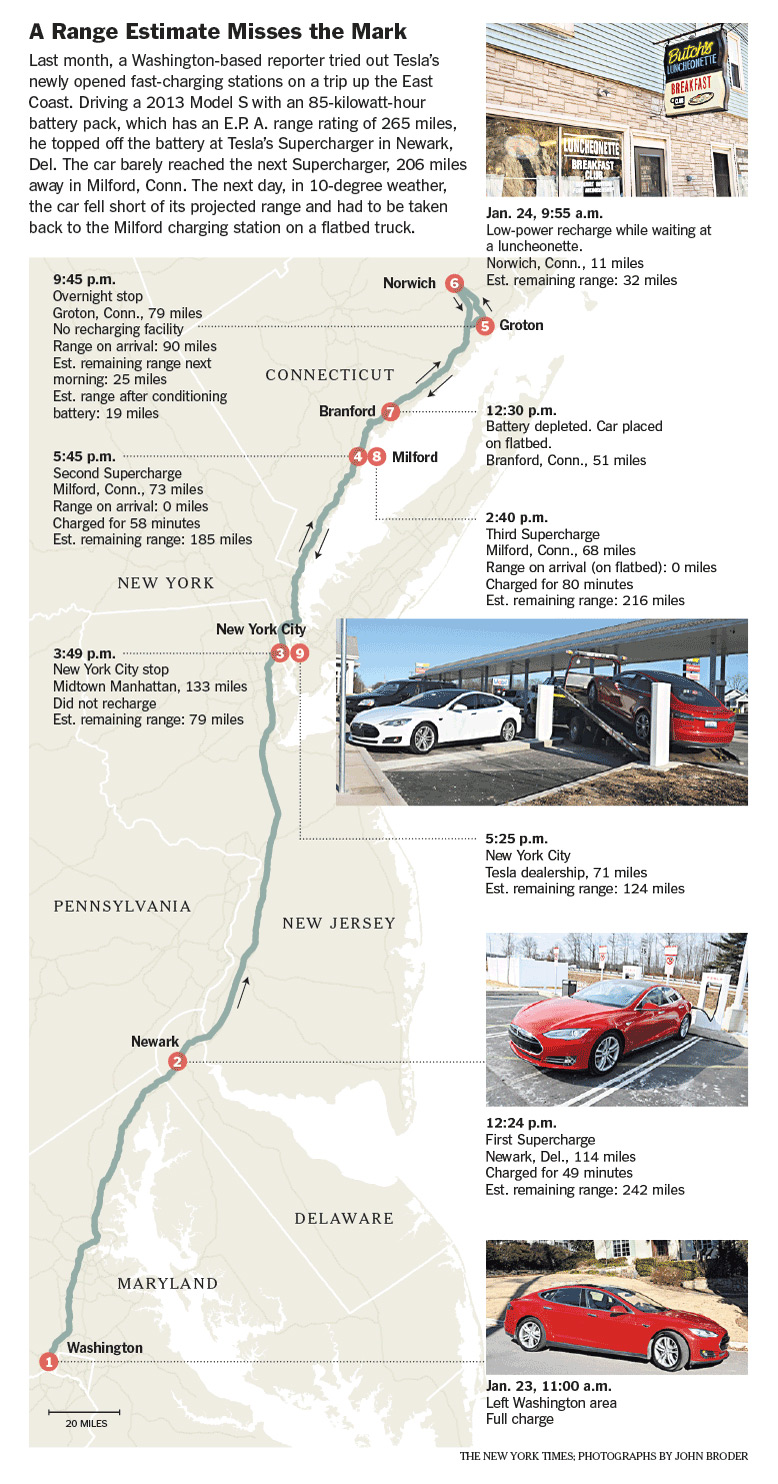 A Range Estimate Misses the Mark
Last month, a Washington-based reporter tried out Tesla's
newly opened fast-charging stations on a trip up the East
Coast. Driving a 2013 Model S with an 85-kilowatt-hour
battery pack, which has an E.P. A. range rating of 265 miles,
he topped off the battery at Tesla's Supercharger in Newark,
Del. The car barely reached the next Supercharger, 206 miles
away in Milford, Conn. The next day, in 10-degree weather,
the car fell short of its projected range and had to be taken
back to the Milford charging station on a flatbed truck.
Butch's
LUNCHEONETTE
BREAKFAST
LUNCHEONETTE
BREAKFAST
CLUB
Jan. 24, 9:55 a.m.
Low-power recharge while waiting at
a luncheonette.
Norwich, Conn., 11 miles
Est. remaining range: 32 miles
9:45 p.m.
Overnight stop
Groton, Conn., 79 miles
No recharging facility
Range on arrival: 90 miles
Est. remaining range next
morning: 25 miles
Est. range after conditioning
battery: 19 miles
Norwich
6
5
Groton
CONNECTICUT
Branford
7
12:30 p.m.
Battery depleted. Car placed
on flatbed.
Branford, Conn., 51 miles
5:45 p.m.
Second Supercharge
Milford, Conn., 73 miles
Range on arrival: 0 miles
Charged for 58 minutes
Est. remaining range: 185 miles
4
8
Milford
2:40 p.m.
Third Supercharge
Milford, Conn., 68 miles
Range on arrival (on flatbed): 0 miles
Charged for 80 minutes
Est. remaining range: 216 miles
NEW YORK
New York City
3
9
3:49 p.m.
New York City stop
Midtown Manhattan, 133 miles
Did not recharge
Est. remaining range: 79 miles
5:25 p.m.
New York City
Tesla dealership, 71 miles
Est. remaining range: 124 miles
PENNSYLVANIA
NEW JERSEY
Newark
2
12:24 p.m.
First Supercharge
Newark, Del., 114 miles
Charged for 49 minutes
Est. remaining range: 242 miles
DELAWARE
MARYLAND
Washington
1
Jan. 23, 11:00 a.m.
Left Washington area
Full charge
20 MILES
THE NEW YORK TIMES; PHOTOGRAPHS BY JOHN BRODER